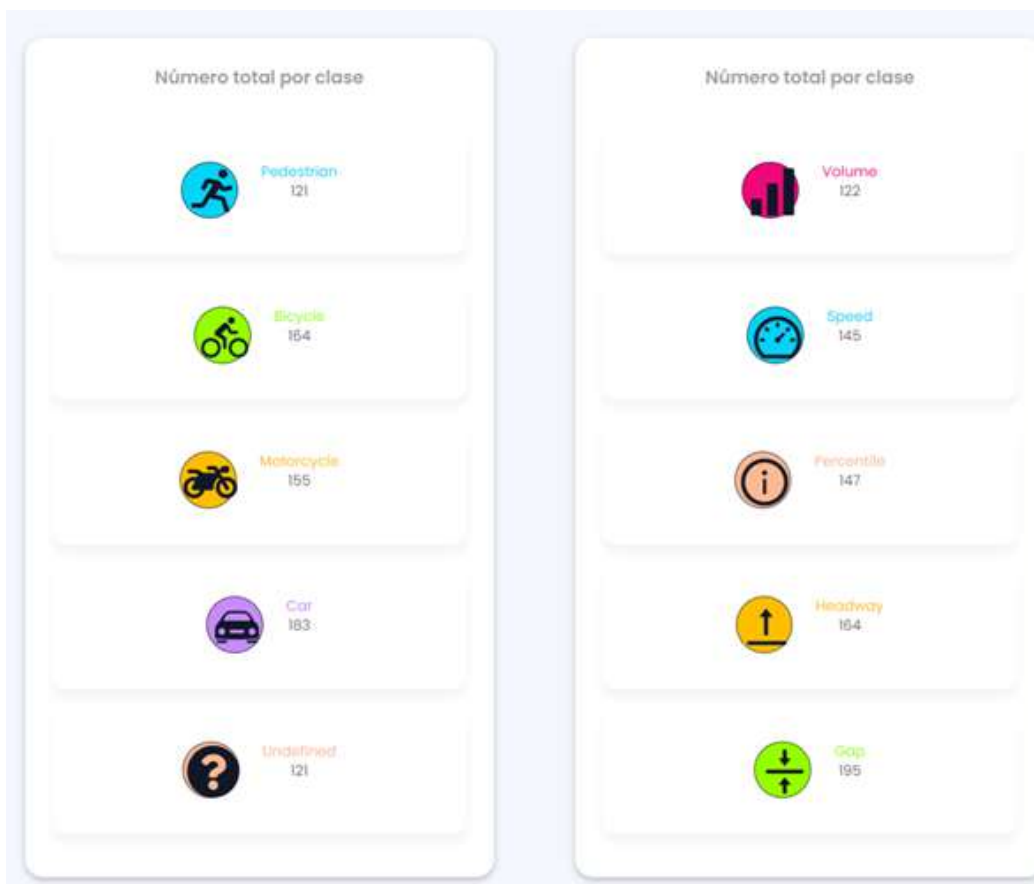 Número total por clase
Pedestrian
121
Bicycle
164
Motorcycle
155
Car
183
Undefined
121
Número total por clase
Volume
122
Speed
145
Percentile
147
Headway
164
Gap
195